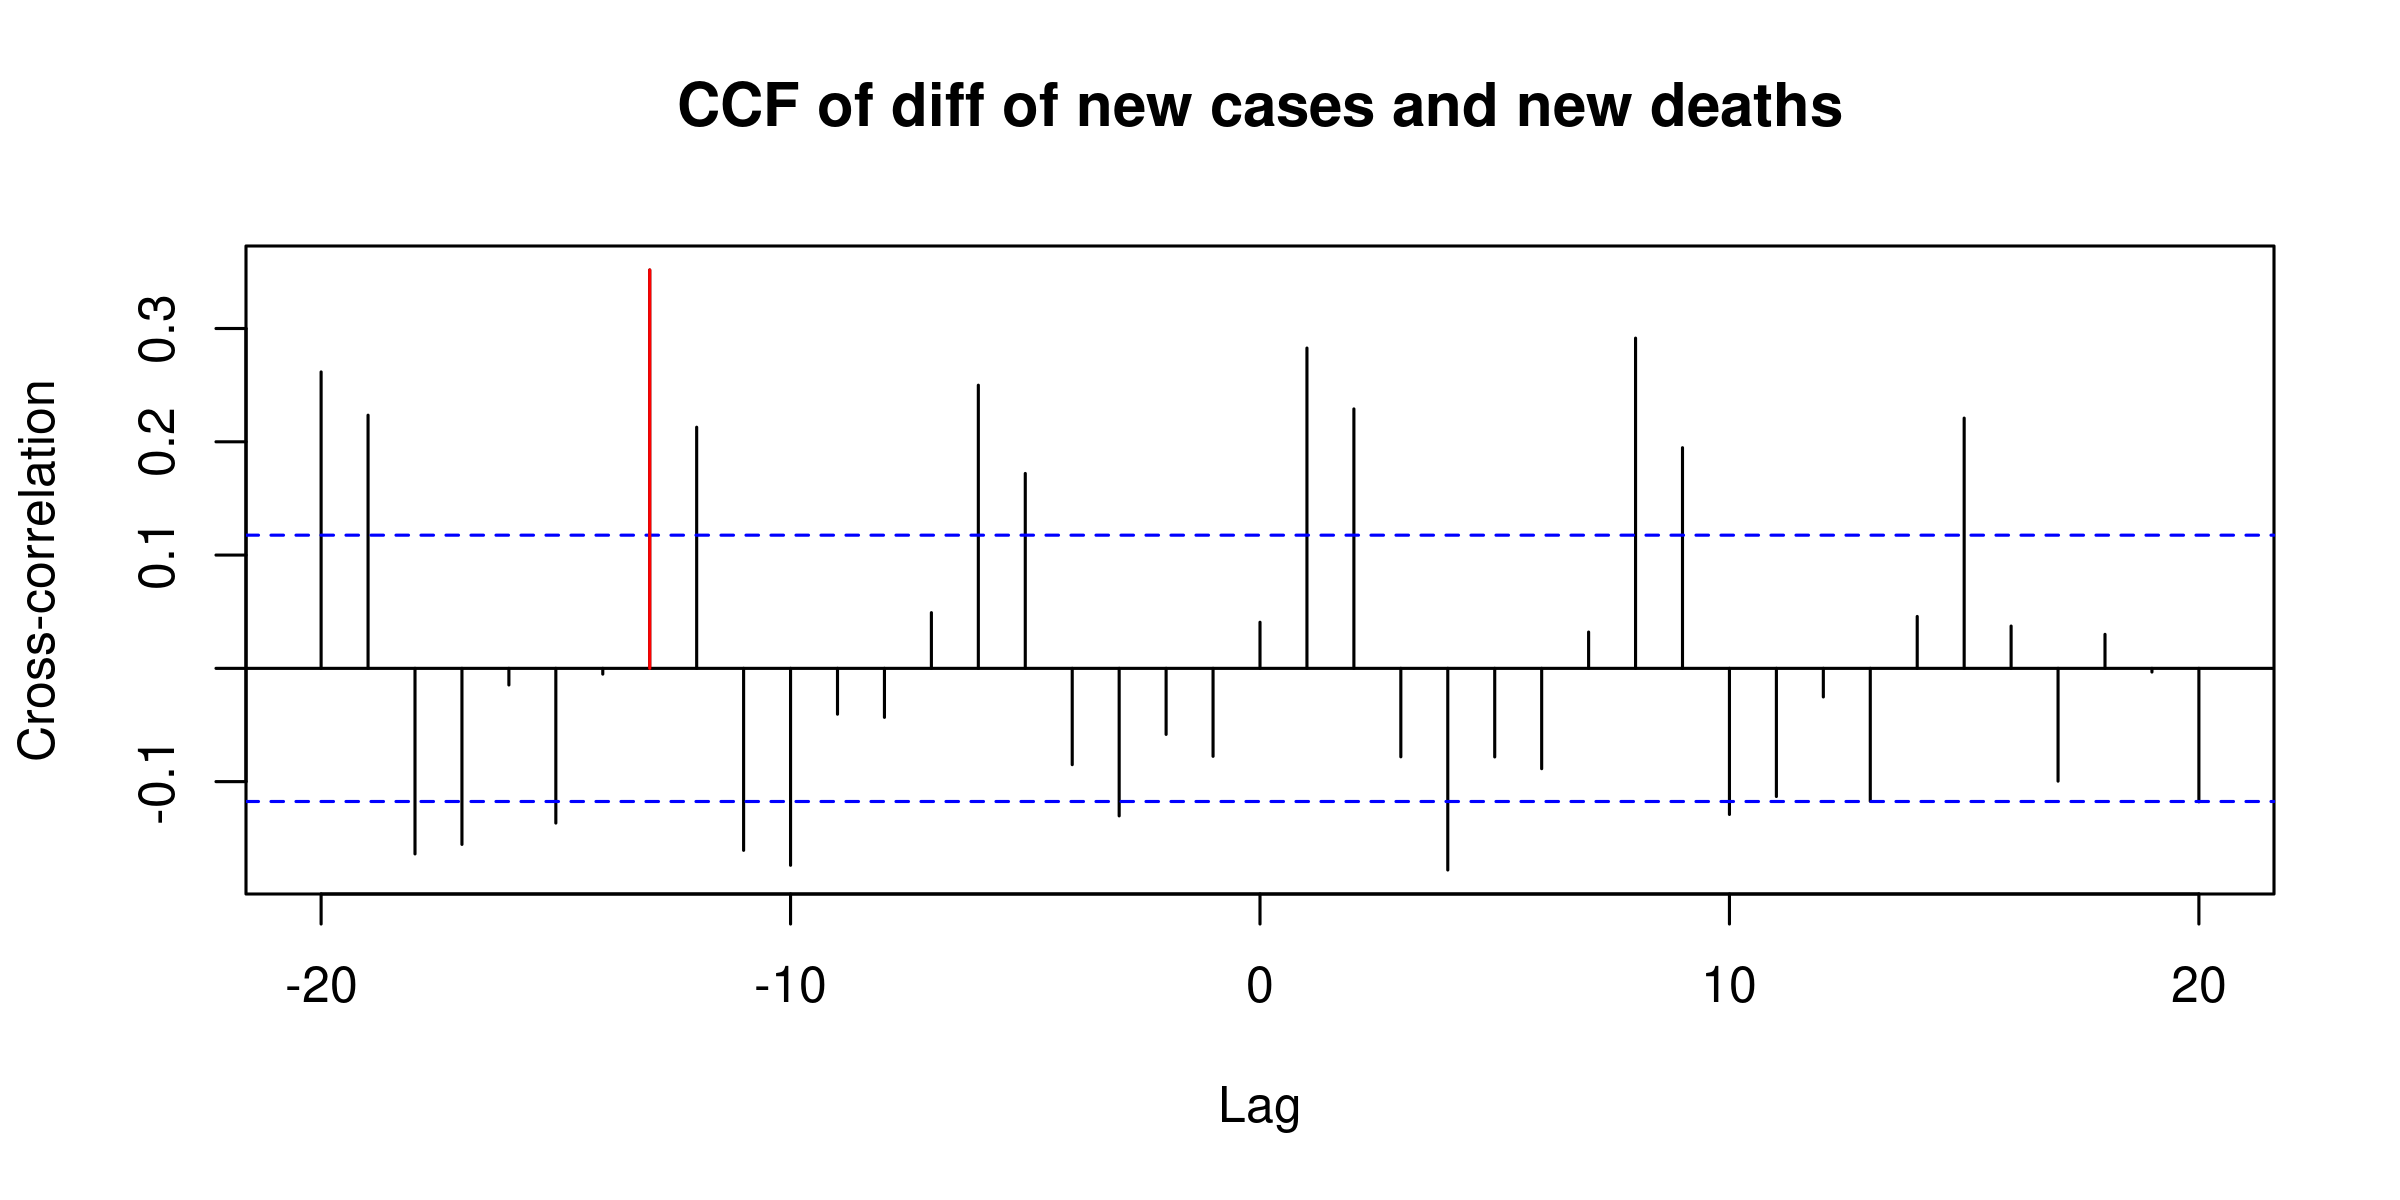 CCF of diff of new cases and new deaths
Cross-correlation
0.3
0.2
0.1
-0.1
-20 -10 0 10 20
Lag